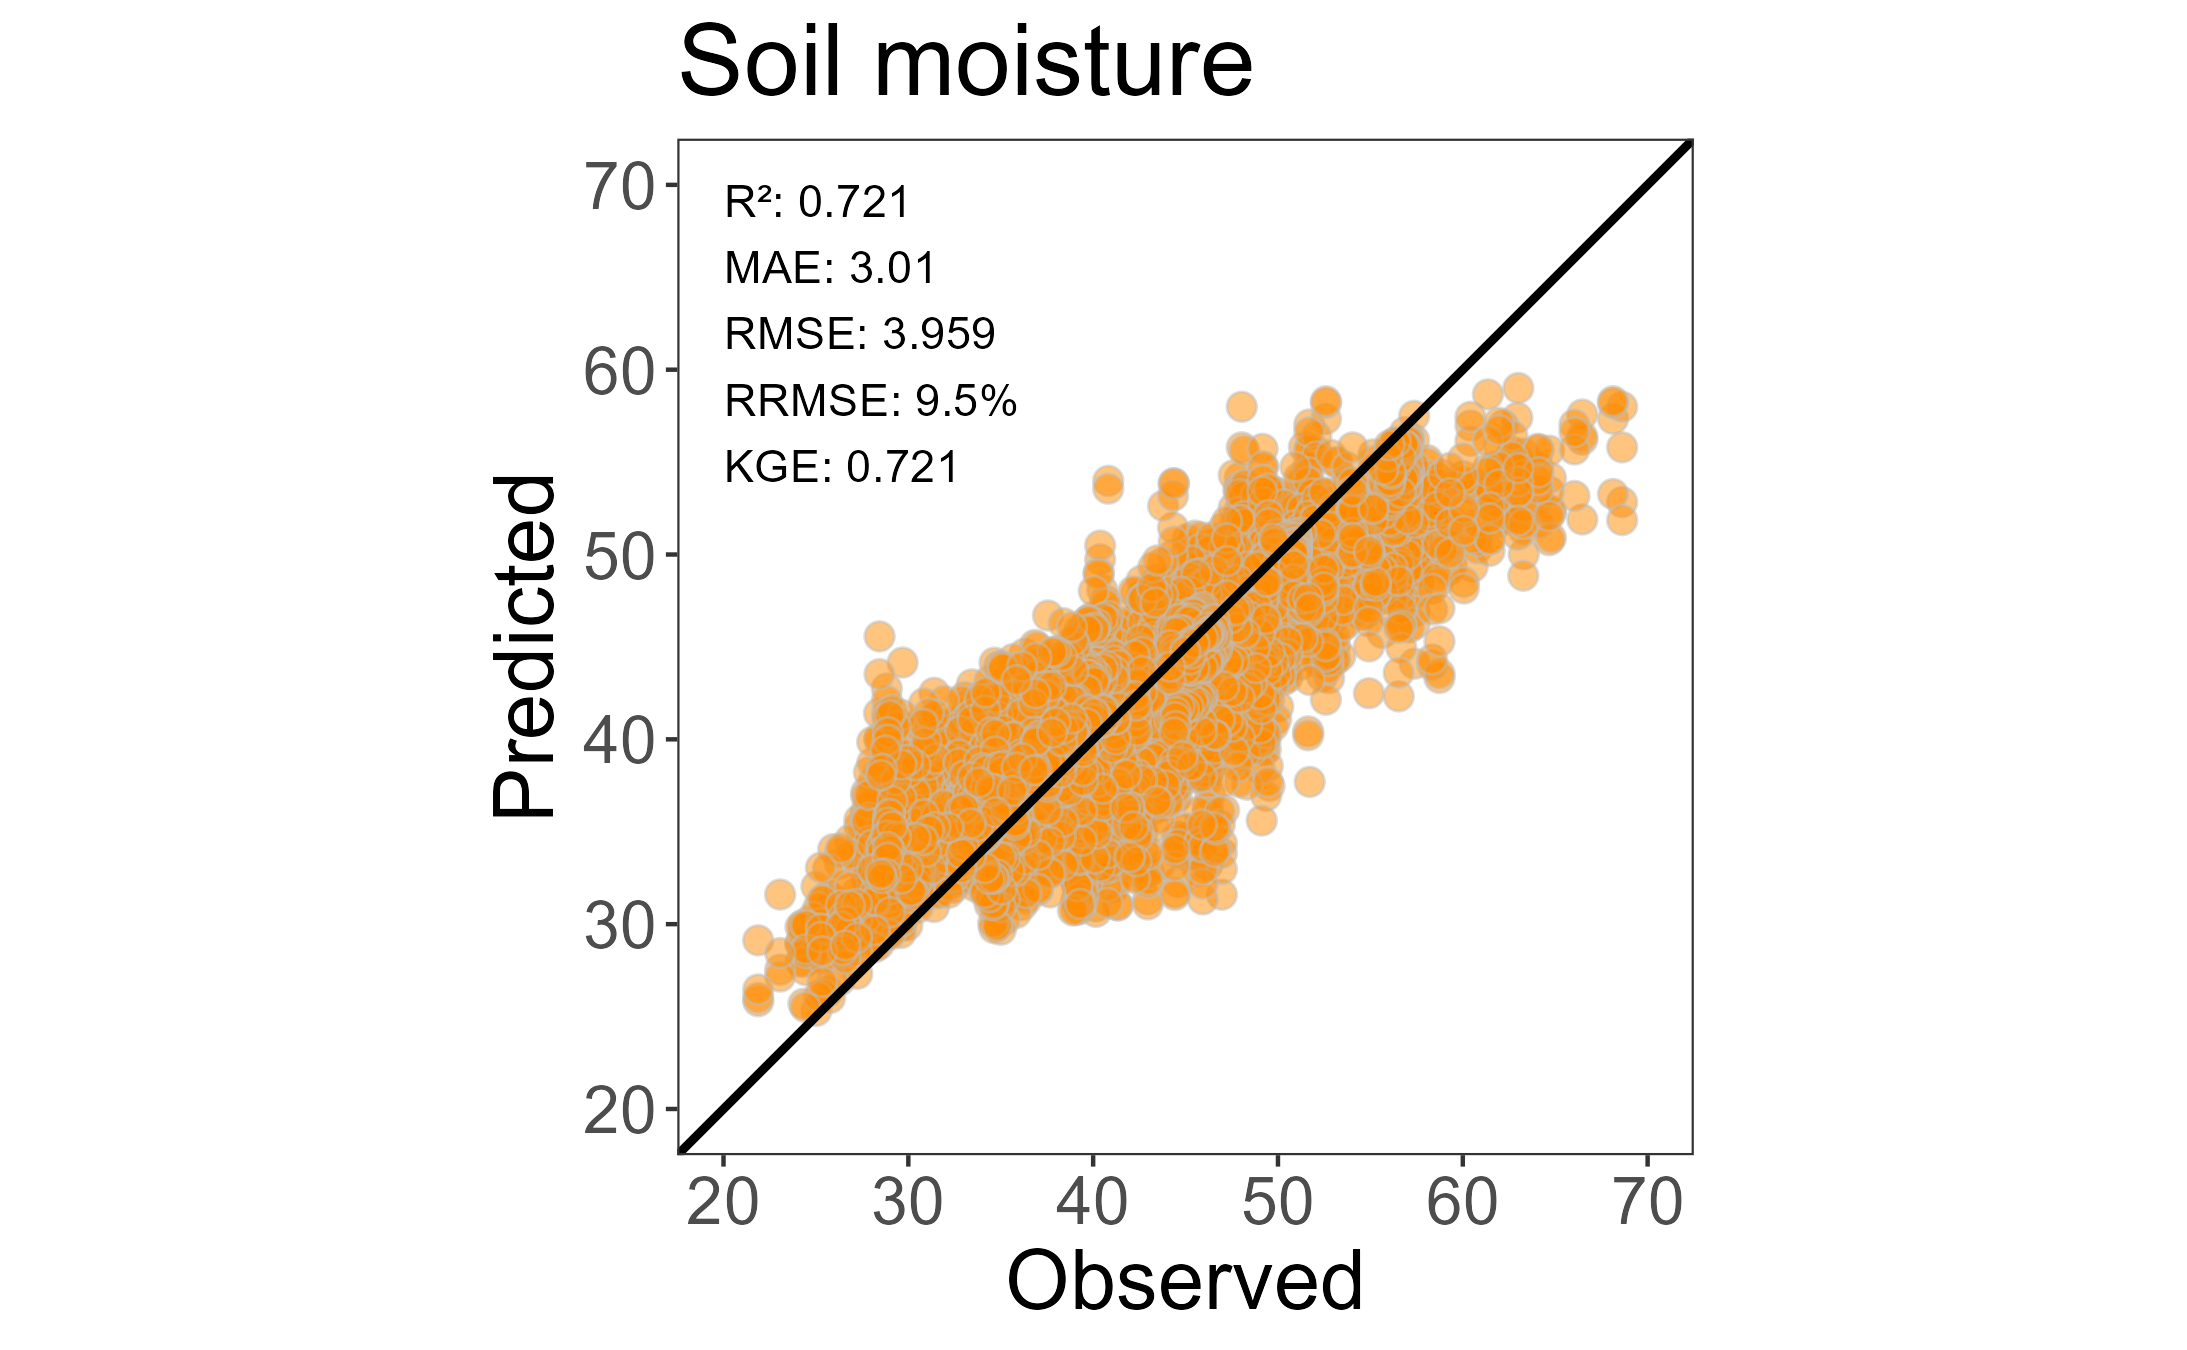 Soil moisture
R²: 0.721
MAE: 3.01
RMSE: 3.959
RRMSE: 9.5%
KGE: 0.721
Predicted
70
60
50
40
30
20
20 30 40 50 60 70
Observed